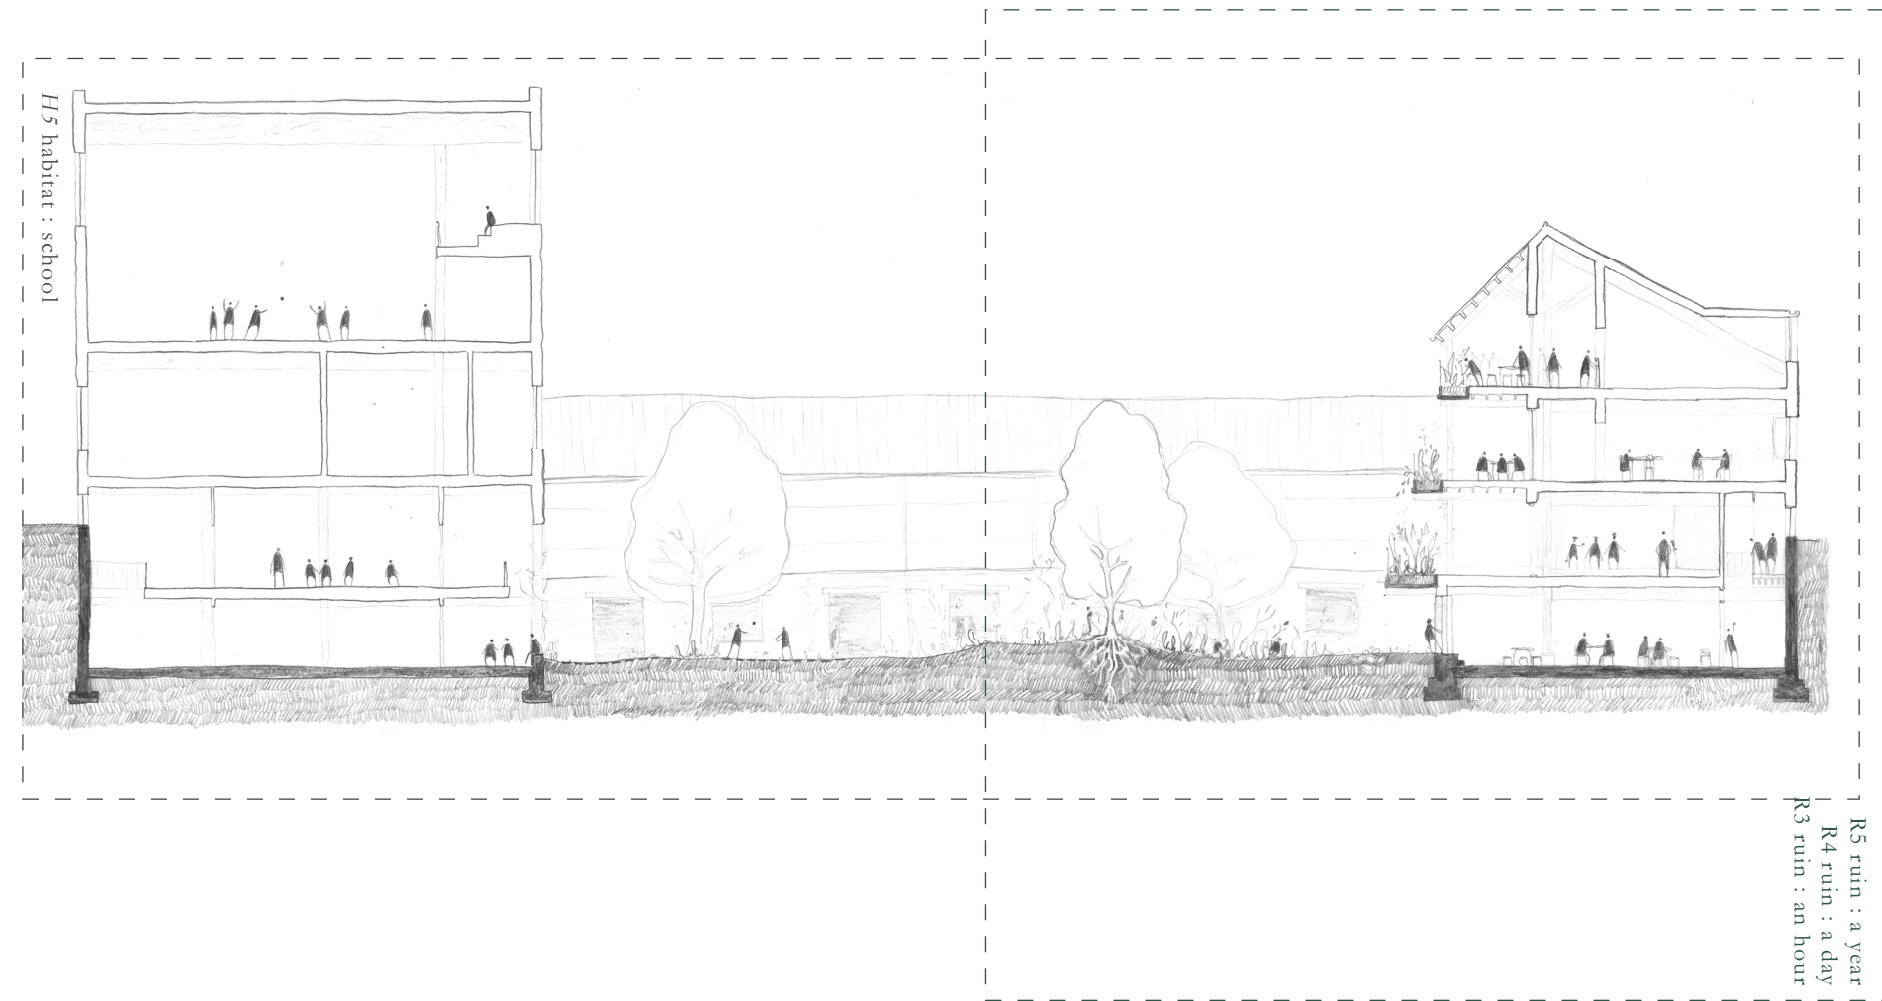 H5 habitat : school
R5 ruin : a year
R4 ruin : a day
R3 ruin : an hour